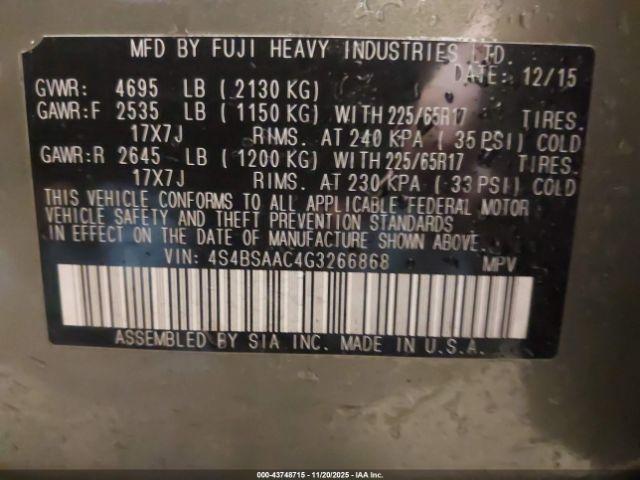 MFD BY FUJI HEAVY INDUSTRIES LTD.
DATE: 12/15
GVWR: 4695 LB ( 2130 KG)
GAWR:F 2535 LB ( 1150 KG) WITH 225/65R17 TIRES.
17X7J RIMS. AT 240 KPA ( 35 PSI) COLD
GAWR:R 2645 LB ( 1200 KG) WITH 225/65R17 TIRES.
17X7J RIMS. AT 230 KPA ( 33 PSI) COLD
THIS VEHICLE CONFORMS TO ALL APPLICABLE FEDERAL MOTOR
VEHICLE SAFETY AND THEFT PREVENTION STANDARDS
IN EFFECT ON THE DATE OF MANUFACTURE SHOWN ABOVE.
VIN: 4S4BSAAC4G3266868 MPV
ASSEMBLED BY SIA INC. MADE IN U.S.A.
000-43748715 - 11/20/2025 - IAA Inc.